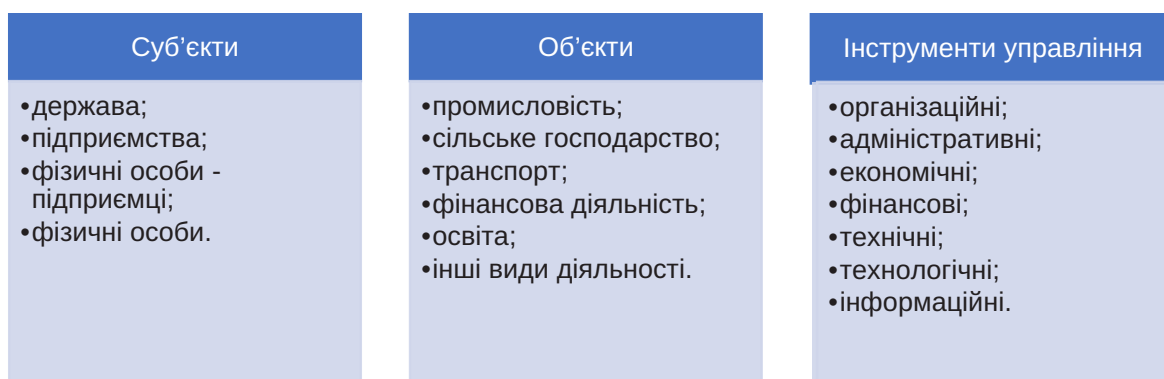 Суб’єкти
•держава;
•підприємства;
•фізичні особи -
підприємці;
•фізичні особи.
Об’єкти
•промисловість;
•сільське господарство;
•транспорт;
•фінансова діяльність;
•освіта;
•інші види діяльності.
Інструменти управління
•організаційні;
•адміністративні;
•економічні;
•фінансові;
•технічні;
•технологічні;
•інформаційні.